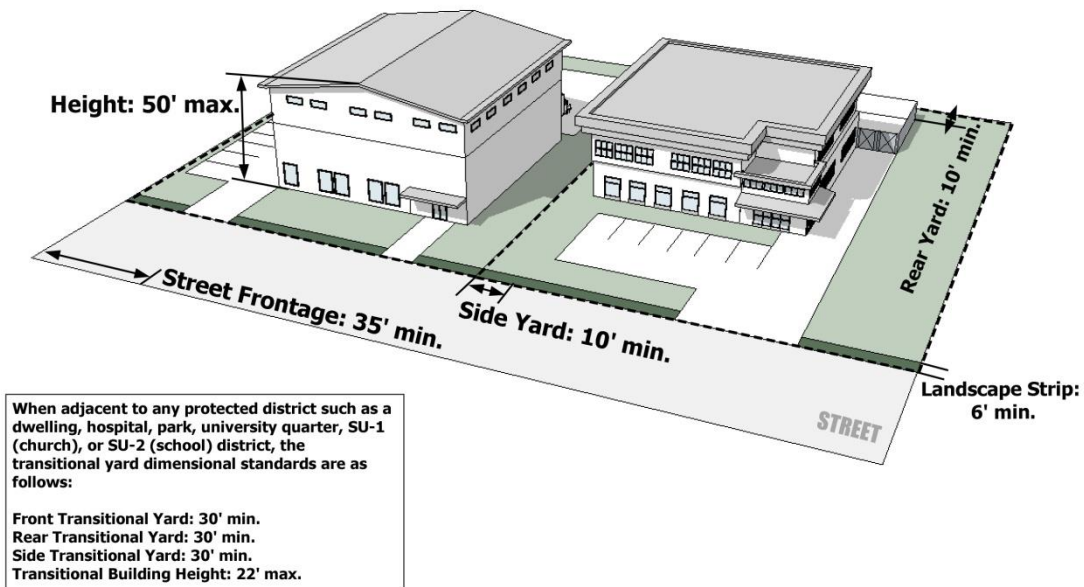 Height: 50' max.
Rear Yard: 10' min.
Street Frontage: 35' min.
Side Yard: 10' min.
Landscape Strip:
6' min.
STREET
When adjacent to any protected district such as a
dwelling, hospital, park, university quarter, SU-1
(church), or SU-2 (school) district, the
transitional yard dimensional standards are as
follows:
Front Transitional Yard: 30' min.
Rear Transitional Yard: 30' min.
Side Transitional Yard: 30' min.
Transitional Building Height: 22' max.